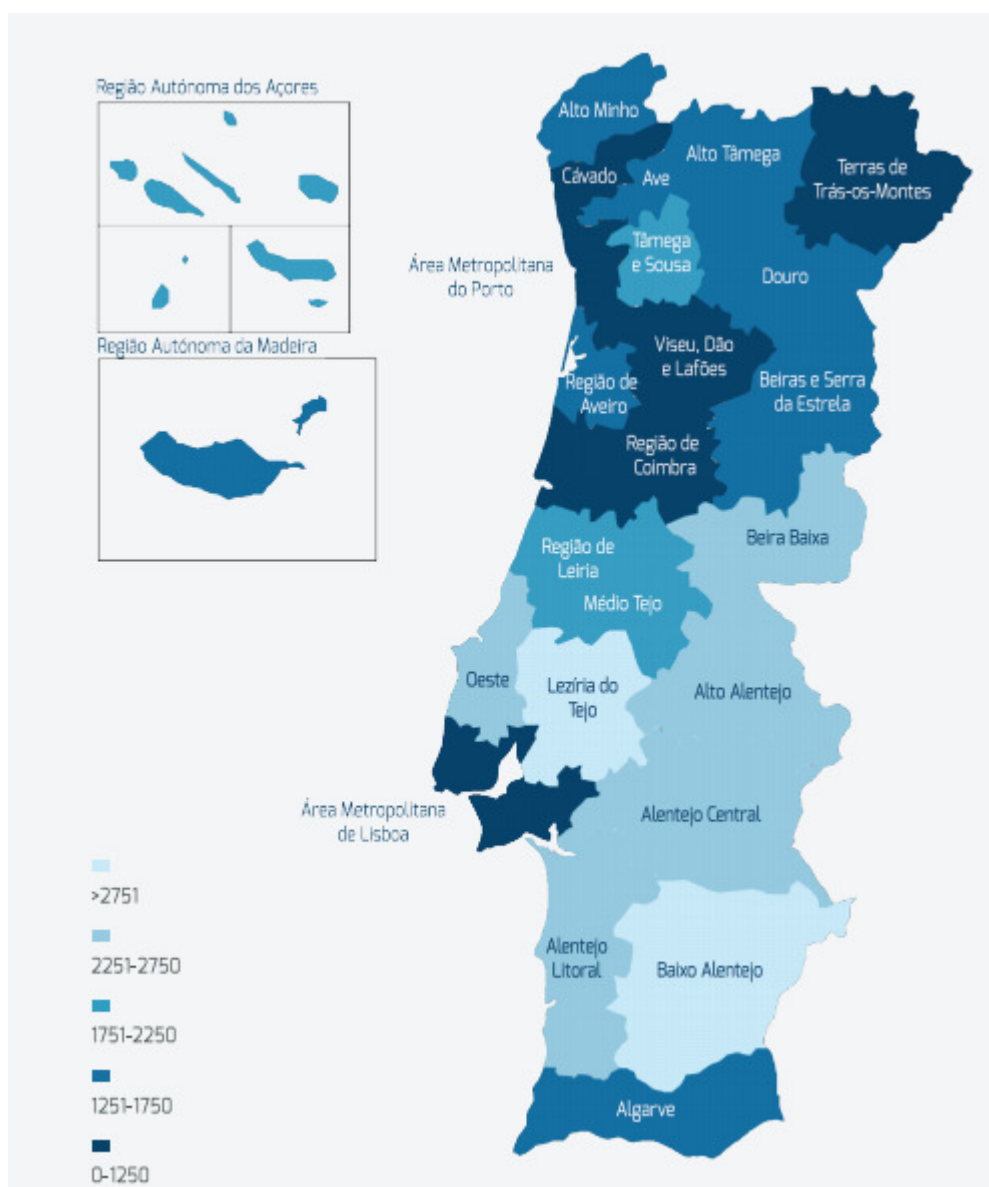 Região Autónoma dos Açores
Região Autónoma da Madeira
Alto Minho
Alto Tâmega
Terras de
Trás-os-Montes
Cávado
Ave
Tâmega
e Sousa
Área Metropolitana
do Porto
Douro
Viseu, Dão
e Lafões
Região de
Aveiro
Beiras e Serra
da Estrela
Região de
Coimbra
Beira Baixa
Região de
Leiria
Médio Tejo
Oeste
Lezíria do
Tejo
Alto Alentejo
Área Metropolitana
de Lisboa
Alentejo Central
Alentejo
Litoral
Baixo Alentejo
Algarve
>2751
2251-2750
1751-2250
1251-1750
0-1250